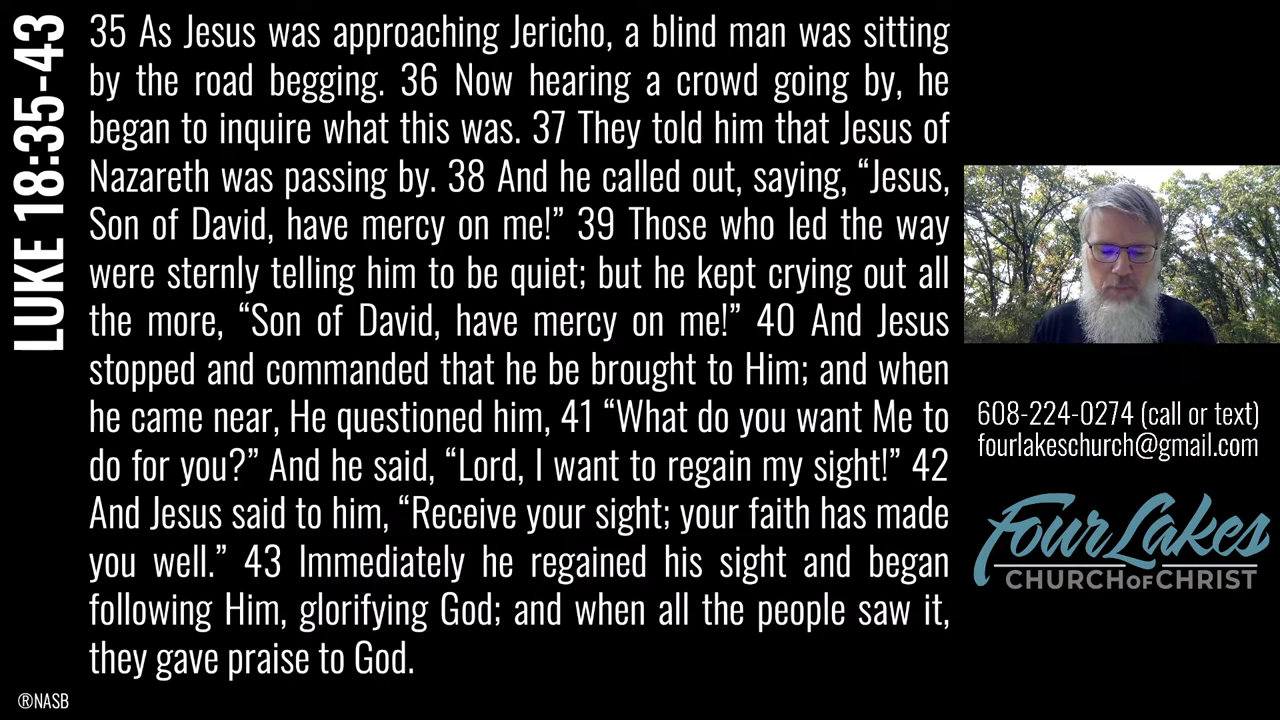 LUKE 18:35-43
35 As Jesus was approaching Jericho, a blind man was sitting
by the road begging. 36 Now hearing a crowd going by, he
began to inquire what this was. 37 They told him that Jesus of
Nazareth was passing by. 38 And he called out, saying, “Jesus,
Son of David, have mercy on me!” 39 Those who led the way
were sternly telling him to be quiet; but he kept crying out all
the more, “Son of David, have mercy on me!” 40 And Jesus
stopped and commanded that he be brought to Him; and when
he came near, He questioned him, 41 “What do you want Me to
do for you?” And he said, “Lord, I want to regain my sight!” 42
And Jesus said to him, “Receive your sight; your faith has made
you well.” 43 Immediately he regained his sight and began
following Him, glorifying God; and when all the people saw it,
they gave praise to God.
®NASB
608-224-0274 (call or text)
fourlakeschurch@gmail.com
Four Lakes
CHURCH OF CHRIST